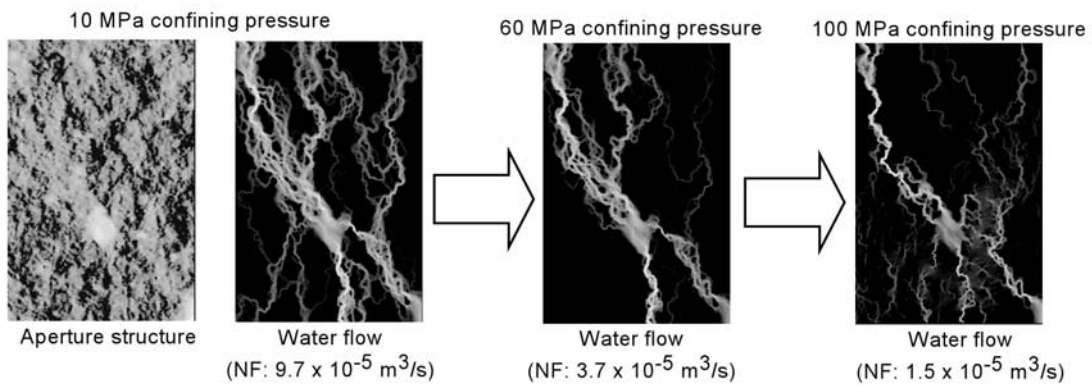 10 MPa confining pressure
60 MPa confining pressure
100 MPa confining pressure
Aperture structure
Water flow
(NF: 9.7 x 10⁻⁵ m³/s)
Water flow
(NF: 3.7 x 10⁻⁵ m³/s)
Water flow
(NF: 1.5 x 10⁻⁵ m³/s)